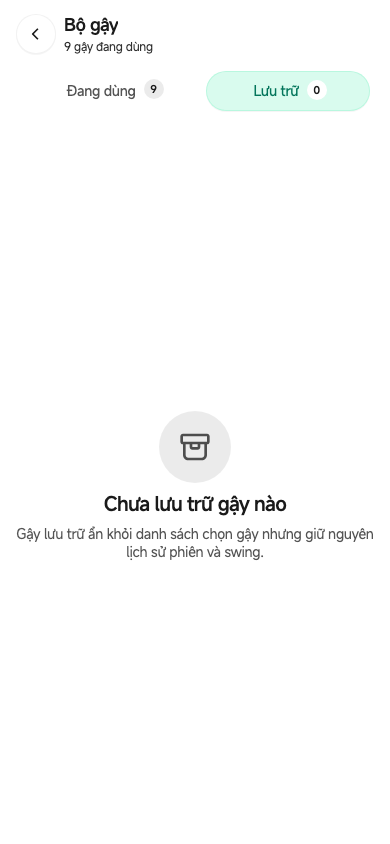 Bộ gậy
9 gậy đang dùng
Đang dùng 9
Lưu trữ 0
Chưa lưu trữ gậy nào
Gậy lưu trữ ẩn khỏi danh sách chọn gậy nhưng giữ nguyên
lịch sử phiên và swing.